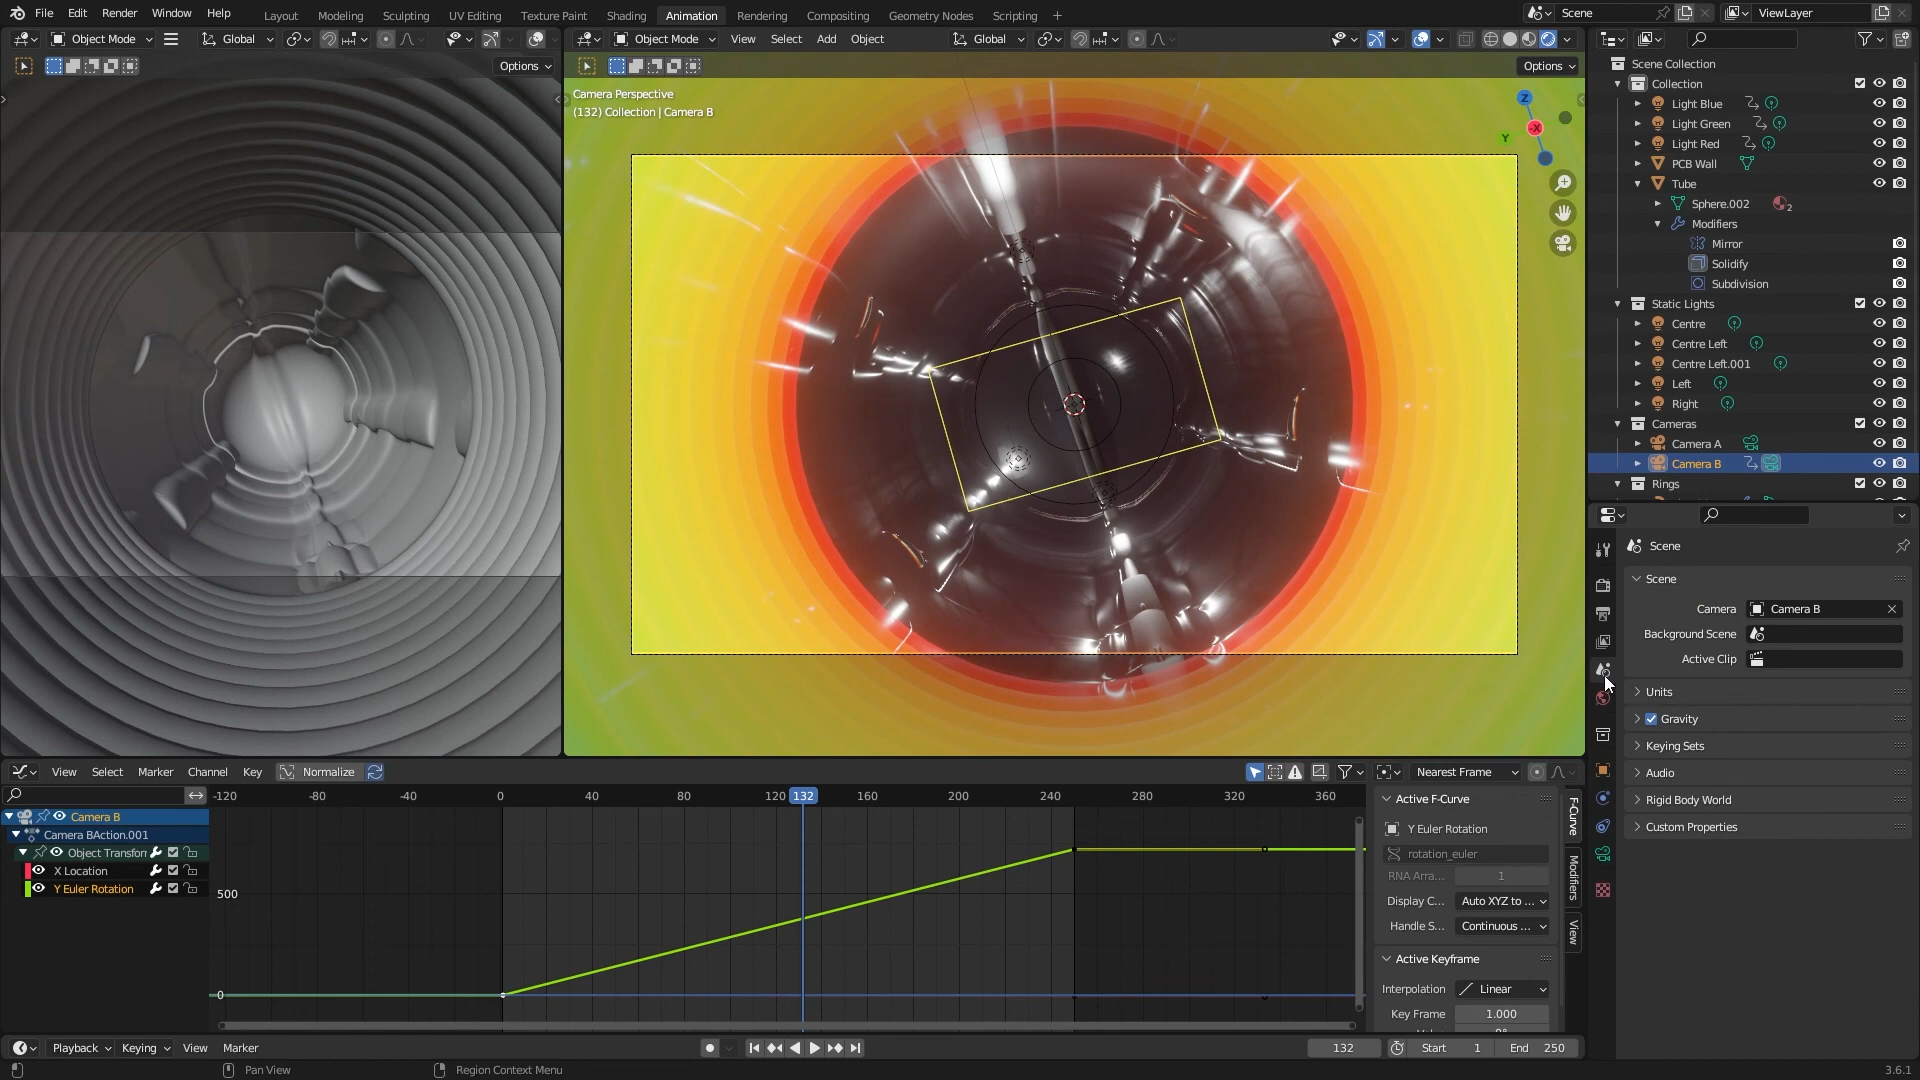 File Edit Render Window Help Layout Modeling Sculpting UV Editing Texture Paint Shading Animation Rendering Compositing Geometry Nodes Scripting + Scene ViewLayer
Object Mode Global
Options
Object Mode View Select Add Object Global
Options
Camera Perspective
(132) Collection | Camera B
Z
-X
Y
Scene Collection
Collection
Light Blue
Light Green
Light Red
PCB Wall
Tube
Sphere.002 2
Modifiers
Mirror
Solidify
Subdivision
Static Lights
Centre
Centre Left
Centre Left.001
Left
Right
Cameras
Camera A
Camera B
Rings
Scene
Scene
Camera Camera B
Background Scene
Active Clip
Units
Gravity
Keying Sets
Audio
Rigid Body World
Custom Properties
View Select Marker Channel Key Normalize Nearest Frame
-120 -80 -40 0 40 80 120 132 160 200 240 280 320 360
Camera B
Camera BAction.001
Object Transfor
X Location
Y Euler Rotation
500
0
Active F-Curve
Y Euler Rotation
rotation_euler
RNA Arra... 1
Display C... Auto XYZ to ...
Handle S... Continuous ...
Active Keyframe
Interpolation Linear
Key Frame 1.000
F-Curve
Modifiers
View
Playback Keying View Marker 132 Start 1 End 250
Pan View Region Context Menu 3.6.1